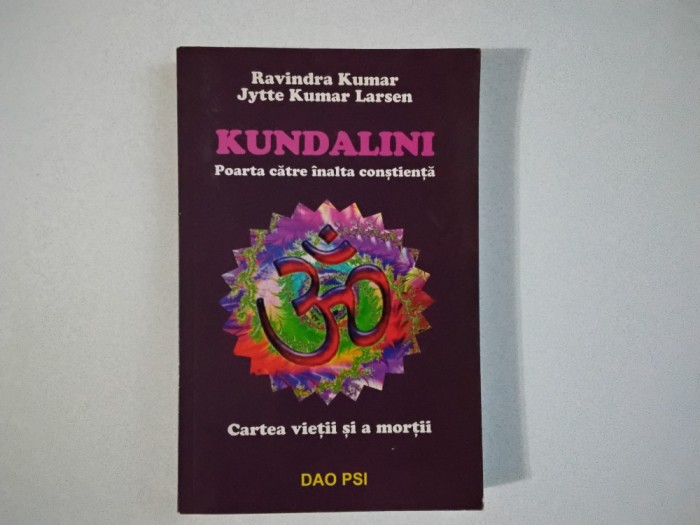 Ravindra Kumar
Jytte Kumar Larsen
KUNDALINI
Poarta către înalta conștiență
ॐ
Cartea vieții și a morții
DAO PSI